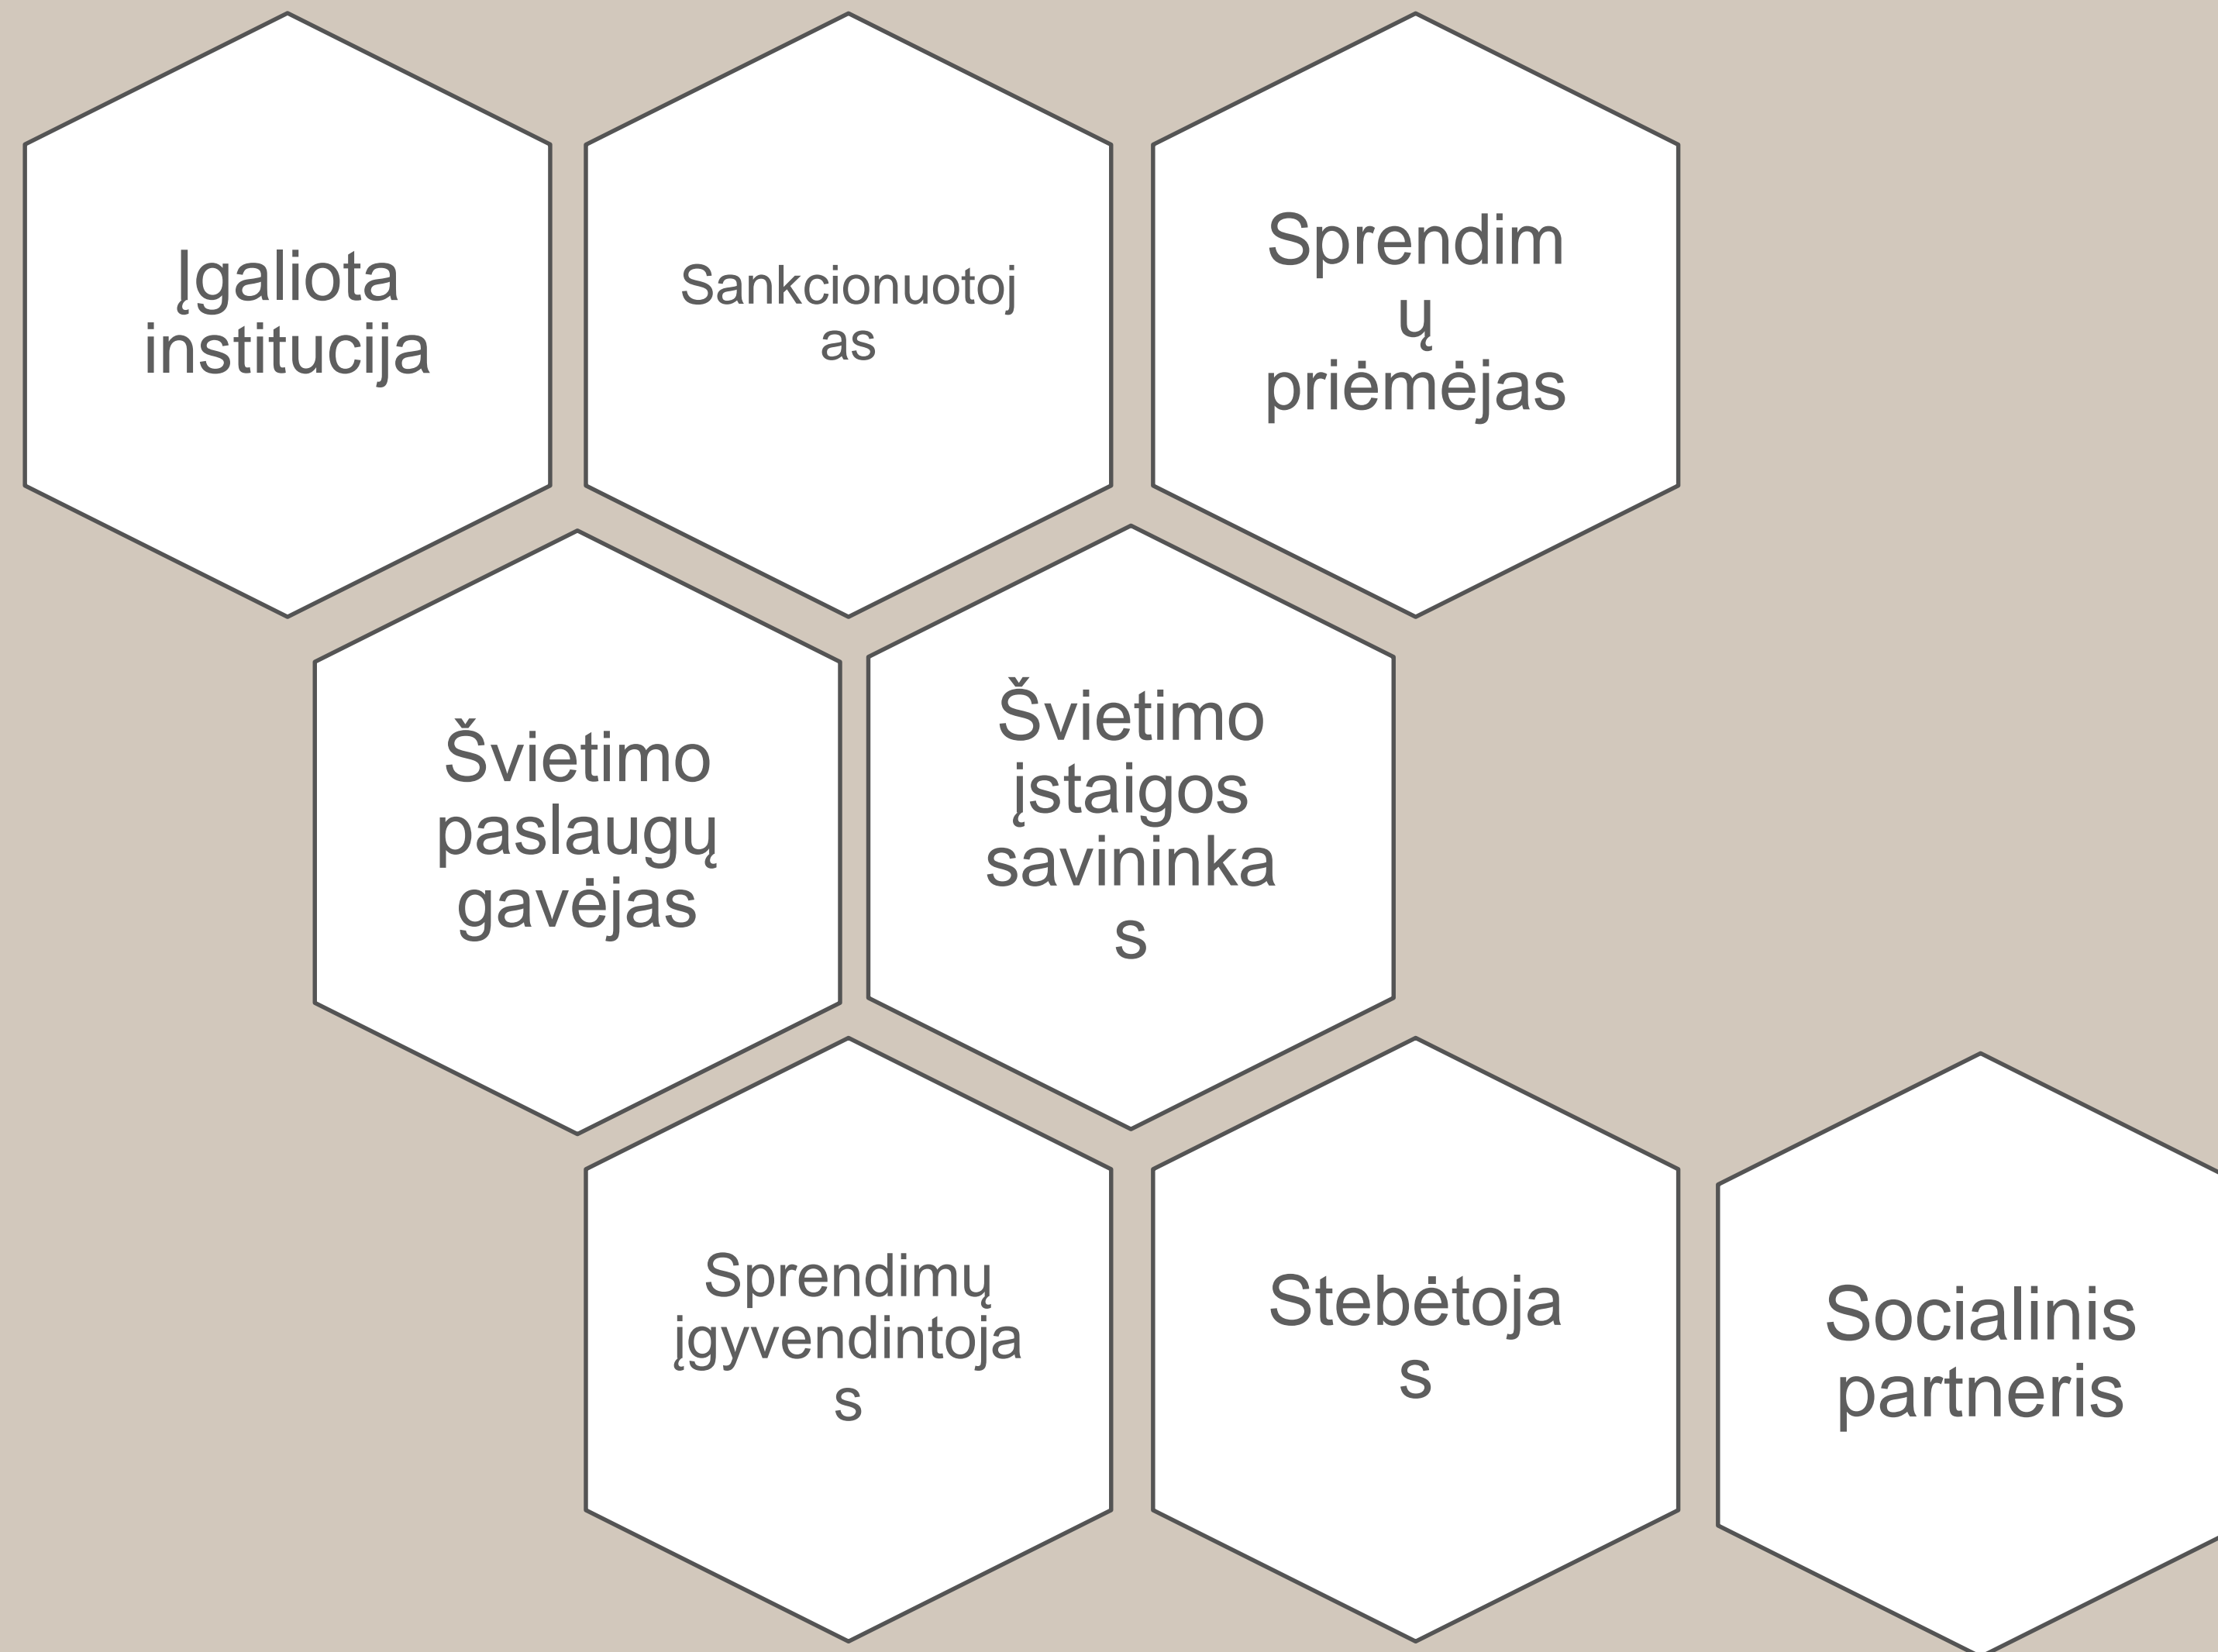 Įgaliota
institucija
Sankcionuotoj
as
Sprendim
ų
priėmėjas
Švietimo
paslaugų
gavėjas
Švietimo
įstaigos
savininka
s
Sprendimų
įgyvendintoja
s
Stebėtoja
s
Socialinis
partneris